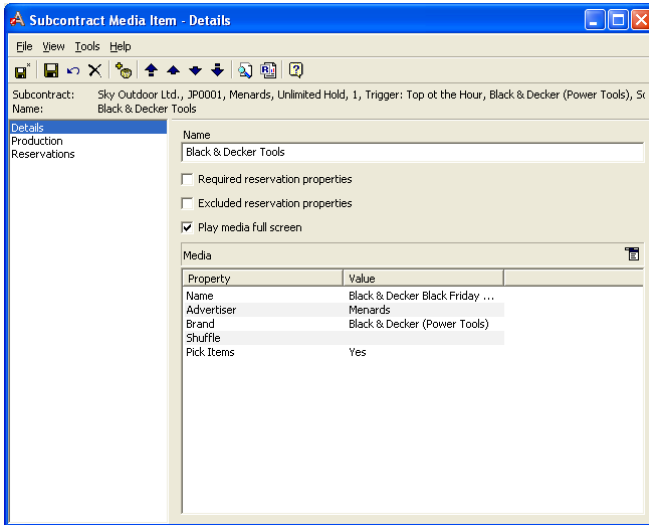 Subcontract Media Item - Details
File View Tools Help
Subcontract: Sky Outdoor Ltd., JP0001, Menards, Unlimited Hold, 1, Trigger: Top ot the Hour, Black & Decker (Power Tools), Sc
Name: Black & Decker Tools
Details
Production
Reservations
Name
Black & Decker Tools
Required reservation properties
Excluded reservation properties
Play media full screen
Media
Property Value
Name Black & Decker Black Friday ...
Advertiser Menards
Brand Black & Decker (Power Tools)
Shuffle
Pick Items Yes